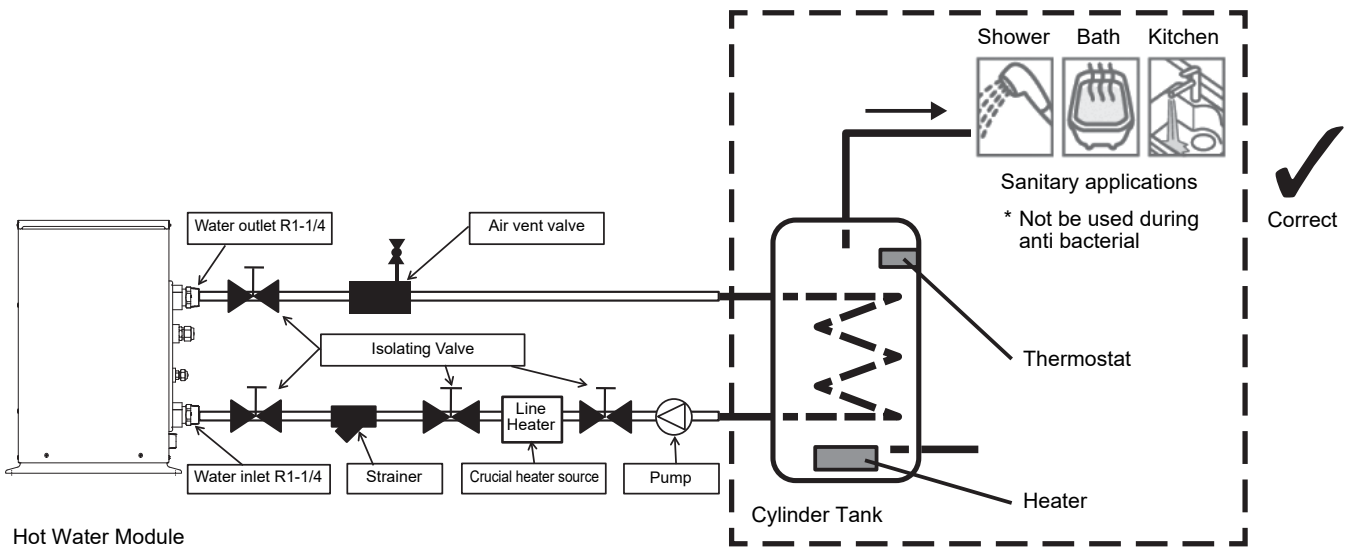 Shower Bath Kitchen
Sanitary applications
* Not be used during
anti bacterial
Correct
Water outlet R1-1/4
Air vent valve
Isolating Valve
Thermostat
Line
Heater
Water inlet R1-1/4
Strainer
Crucial heater source
Pump
Heater
Cylinder Tank
Hot Water Module